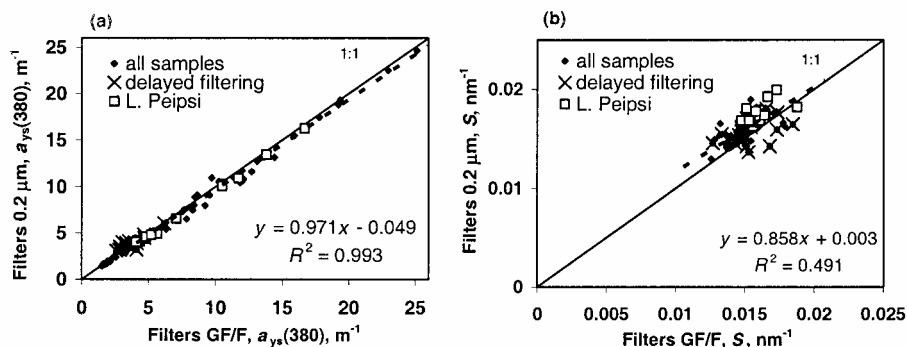 (a)
Filters 0.2 μm, a_ys(380), m⁻¹
25
20
15
10
5
0
1:1
all samples
delayed filtering
L. Peipsi
y = 0.971x - 0.049
R² = 0.993
0 5 10 15 20 25
Filters GF/F, a_ys(380), m⁻¹
(b)
Filters 0.2 μm, S, nm⁻¹
0.02
0.01
0.00
1:1
all samples
delayed filtering
L. Peipsi
y = 0.858x + 0.003
R² = 0.491
0 0.005 0.01 0.015 0.02 0.025
Filters GF/F, S, nm⁻¹